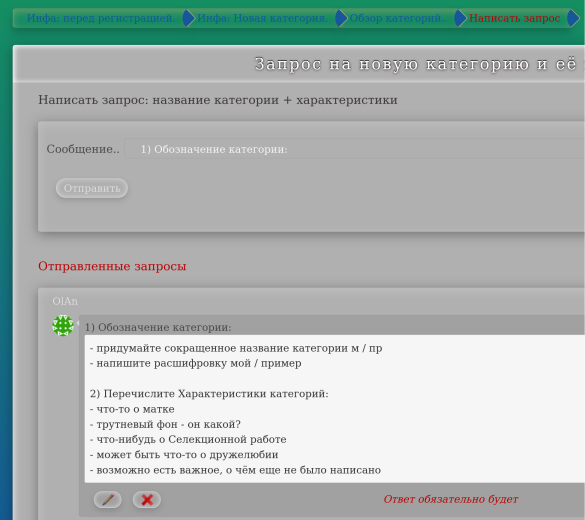 Инфа: перед регистрацией. Инфа: Новая категория. Обзор категорий.. Написать запрос
Запрос на новую категорию и её
Написать запрос: название категории + характеристики
Сообщение.. 1) Обозначение категории:
Отправить
Отправленные запросы
OlAn
1) Обозначение категории:
- придумайте сокращенное название категории м / пр
- напишите расшифровку мой / пример
2) Перечислите Характеристики категорий:
- что-то о матке
- трутневый фон - он какой?
- что-нибудь о Селекционной работе
- может быть что-то о дружелюбии
- возможно есть важное, о чём еще не было написано
Ответ обязательно будет